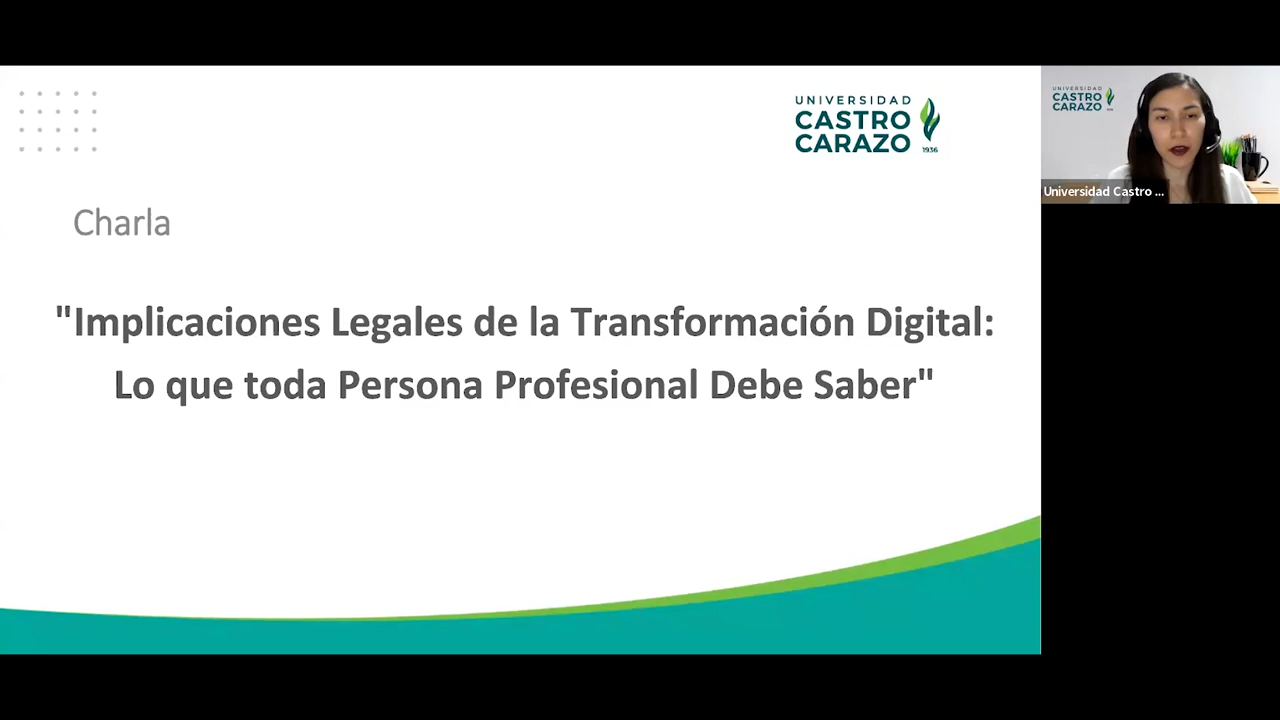 UNIVERSIDAD
CASTRO
CARAZO
1936
Charla
"Implicaciones Legales de la Transformación Digital:
Lo que toda Persona Profesional Debe Saber"
UNIVERSIDAD
CASTRO
CARAZO
Universidad Castro ...